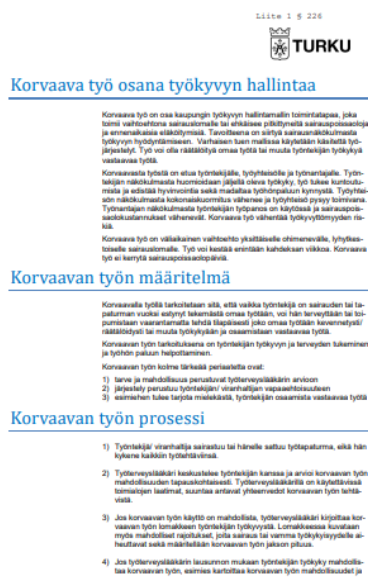 Liite 1 § 226
TURKU
Korvaava työ osana työkyvyn hallintaa
Korvaava työ on osa kaupungin työkyvyn hallintamallin toimintatapaa, joka
toimii vaihtoehtona sairauslomalle tai ehkäisee pitkittyneitä sairauspoissaoloja
ja ennenaikaisia eläköitymisiä. Tavoitteena on siirtyä sairausnäkökulmasta
työkyvyn hyödyntämiseen. Varhaisen tuen mallissa käytetään käsitettä työ-
järjestelyt. Työ voi olla räätälöityä omaa työtä tai muuta työntekijän työkykyä
vastaavaa työtä.
Korvaavasta työstä on etua työntekijälle, työyhteisölle ja työnantajalle. Työn-
tekijän näkökulmasta huomioidaan jäljellä oleva työkyky, työ tukee kuntoutu-
mista ja edistää hyvinvointia sekä madaltaa työhönpaluun kynnystä. Työyhtei-
sön näkökulmasta kokonaiskuormitus vähenee ja työyhteisö pysyy toimivana.
Työnantajan näkökulmasta työntekijän työpanos on käytössä ja sairauspois-
saolokustannukset vähenevät. Korvaava työ vähentää työkyvyttömyyden ris-
kiä.
Korvaava työ on väliaikainen vaihtoehto yksittäiselle ohimenevälle, lyhytkes-
toiselle sairauslomalle. Työ voi kestää enintään kahdeksan viikkoa. Korvaava
työ ei kerrytä sairauspoissaolopäiviä.
Korvaavan työn määritelmä
Korvaavalla työllä tarkoitetaan sitä, että vaikka työntekijä on sairauden tai ta-
paturman vuoksi estynyt tekemästä omaa työtään, voi hän terveyttään tai toi-
pumistaan vaarantamatta tehdä tilapäisesti joko omaa työtään kevennetysti/
räätälöidysti tai muuta työkykyään ja osaamistaan vastaavaa työtä.
Korvaavan työn tarkoituksena on työntekijän työkyvyn ja terveyden tukeminen
ja työhön paluun helpottaminen.
Korvaavan työn kolme tärkeää periaatetta ovat:
1) tarve ja mahdollisuus perustuvat työterveyslääkärin arvioon
2) järjestely perustuu työntekijän/ viranhaltijan vapaaehtoisuuteen
3) esimiehen tulee tarjota mielekästä, työntekijän osaamista vastaavaa työtä
Korvaavan työn prosessi
1) Työntekijä/ viranhaltija sairastuu tai hänelle sattuu työtapaturma, eikä hän
kykene kaikkiin työtehtäviinsä.
2) Työterveyslääkäri keskustelee työntekijän kanssa ja arvioi korvaavan työn
mahdollisuuden tapauskohtaisesti. Työterveyslääkärillä on käytettävissä
toimialojen laatimat, suuntaa antavat yhteenvedot korvaavan työn tehtä-
vistä.
3) Jos korvaavan työn käyttö on mahdollista, työterveyslääkäri kirjoittaa kor-
vaavan työn lomakkeen työntekijän työkyvystä. Lomakkeessa kuvataan
myös mahdolliset rajoitukset, joita sairaus tai vamma työkykyisyydelle ai-
heuttavat sekä määritellään korvaavan työn jakson pituus.
4) Jos työterveyslääkärin lausunnon mukaan työntekijän työkyky mahdollis-
taa korvaavan työn, esimies kartoittaa korvaavan työn mahdollisuudet ja